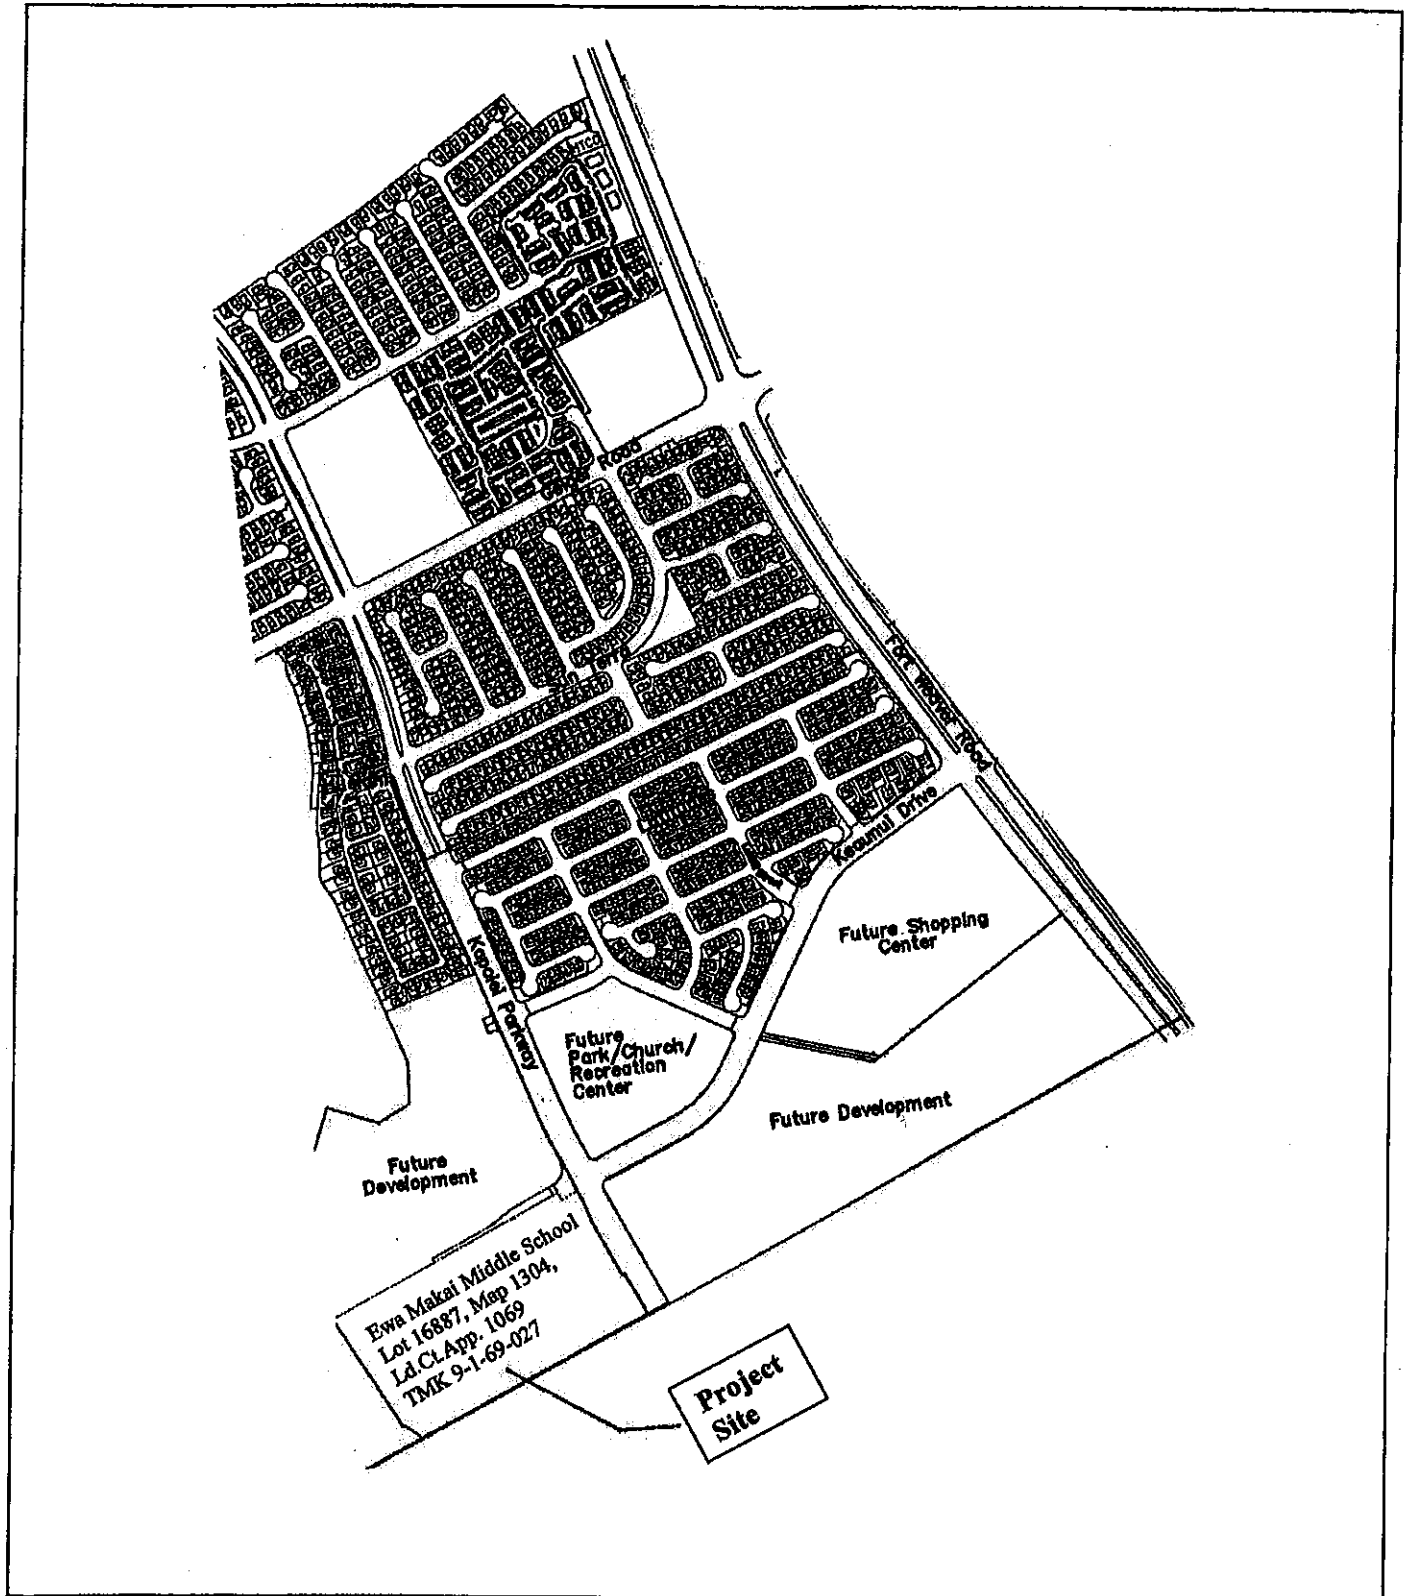 Road
Terra
Fort Weaver Road
Keaunui Drive
Future Shopping
Center
Kapolei Parkway
Future
Park/Church/
Recreation
Center
Future Development
Future
Development
Ewa Makai Middle School
Lot 16887, Map 1304,
Ld.Ct.App. 1069
TMK 9-1-69-027
Project
Site